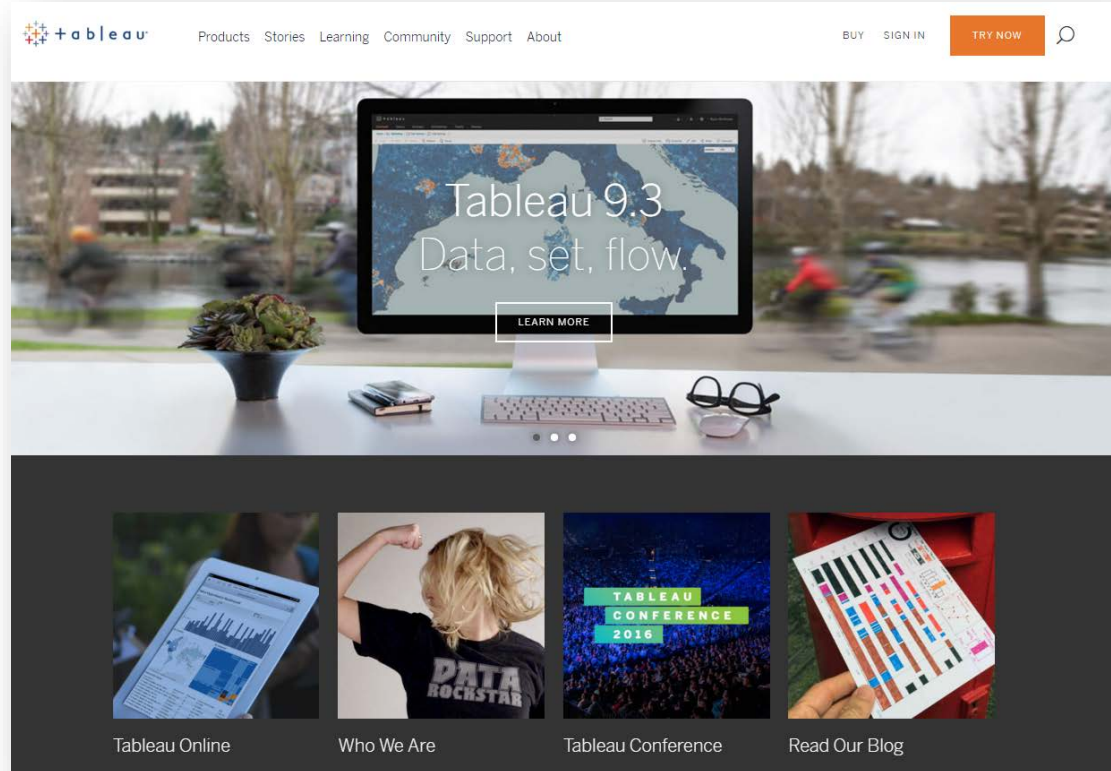 +ableau
Products Stories Learning Community Support About
BUY SIGN IN TRY NOW
Tableau 9.3
Data, set, flow.
LEARN MORE
DATA
ROCKSTAR
TABLEAU
CONFERENCE
2016
Tableau Online
Who We Are
Tableau Conference
Read Our Blog